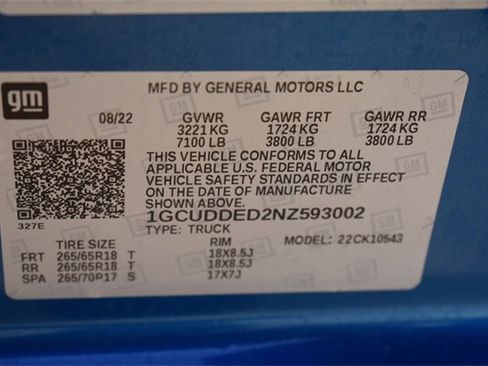 MFD BY GENERAL MOTORS LLC
gm
08/22 GVWR GAWR FRT GAWR RR
3221 KG 1724 KG 1724 KG
7100 LB 3800 LB 3800 LB
THIS VEHICLE CONFORMS TO ALL
APPLICABLE U.S. FEDERAL MOTOR
VEHICLE SAFETY STANDARDS IN EFFECT
ON THE DATE OF MANUFACTURE
SHOWN ABOVE.
1GCUDDED2NZ593002
327E
TYPE: TRUCK MODEL: 22CK10543
TIRE SIZE RIM
FRT 265/65R18 T 18X8.5J
RR 265/65R18 T 18X8.5J
SPA 265/70R17 S 17X7J